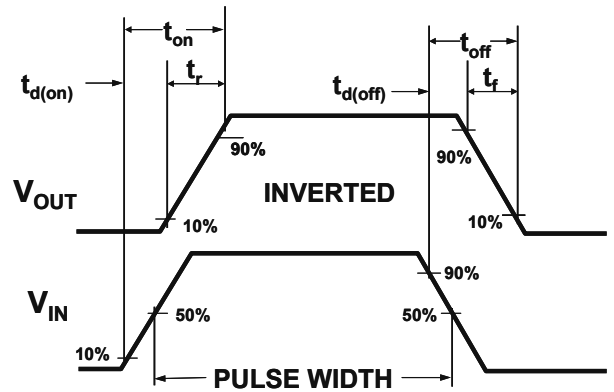 t_on
t_off
t_d(on)
t_r
t_d(off)
t_f
90%
90%
V_OUT
INVERTED
10%
10%
90%
V_IN
50%
50%
10%
PULSE WIDTH